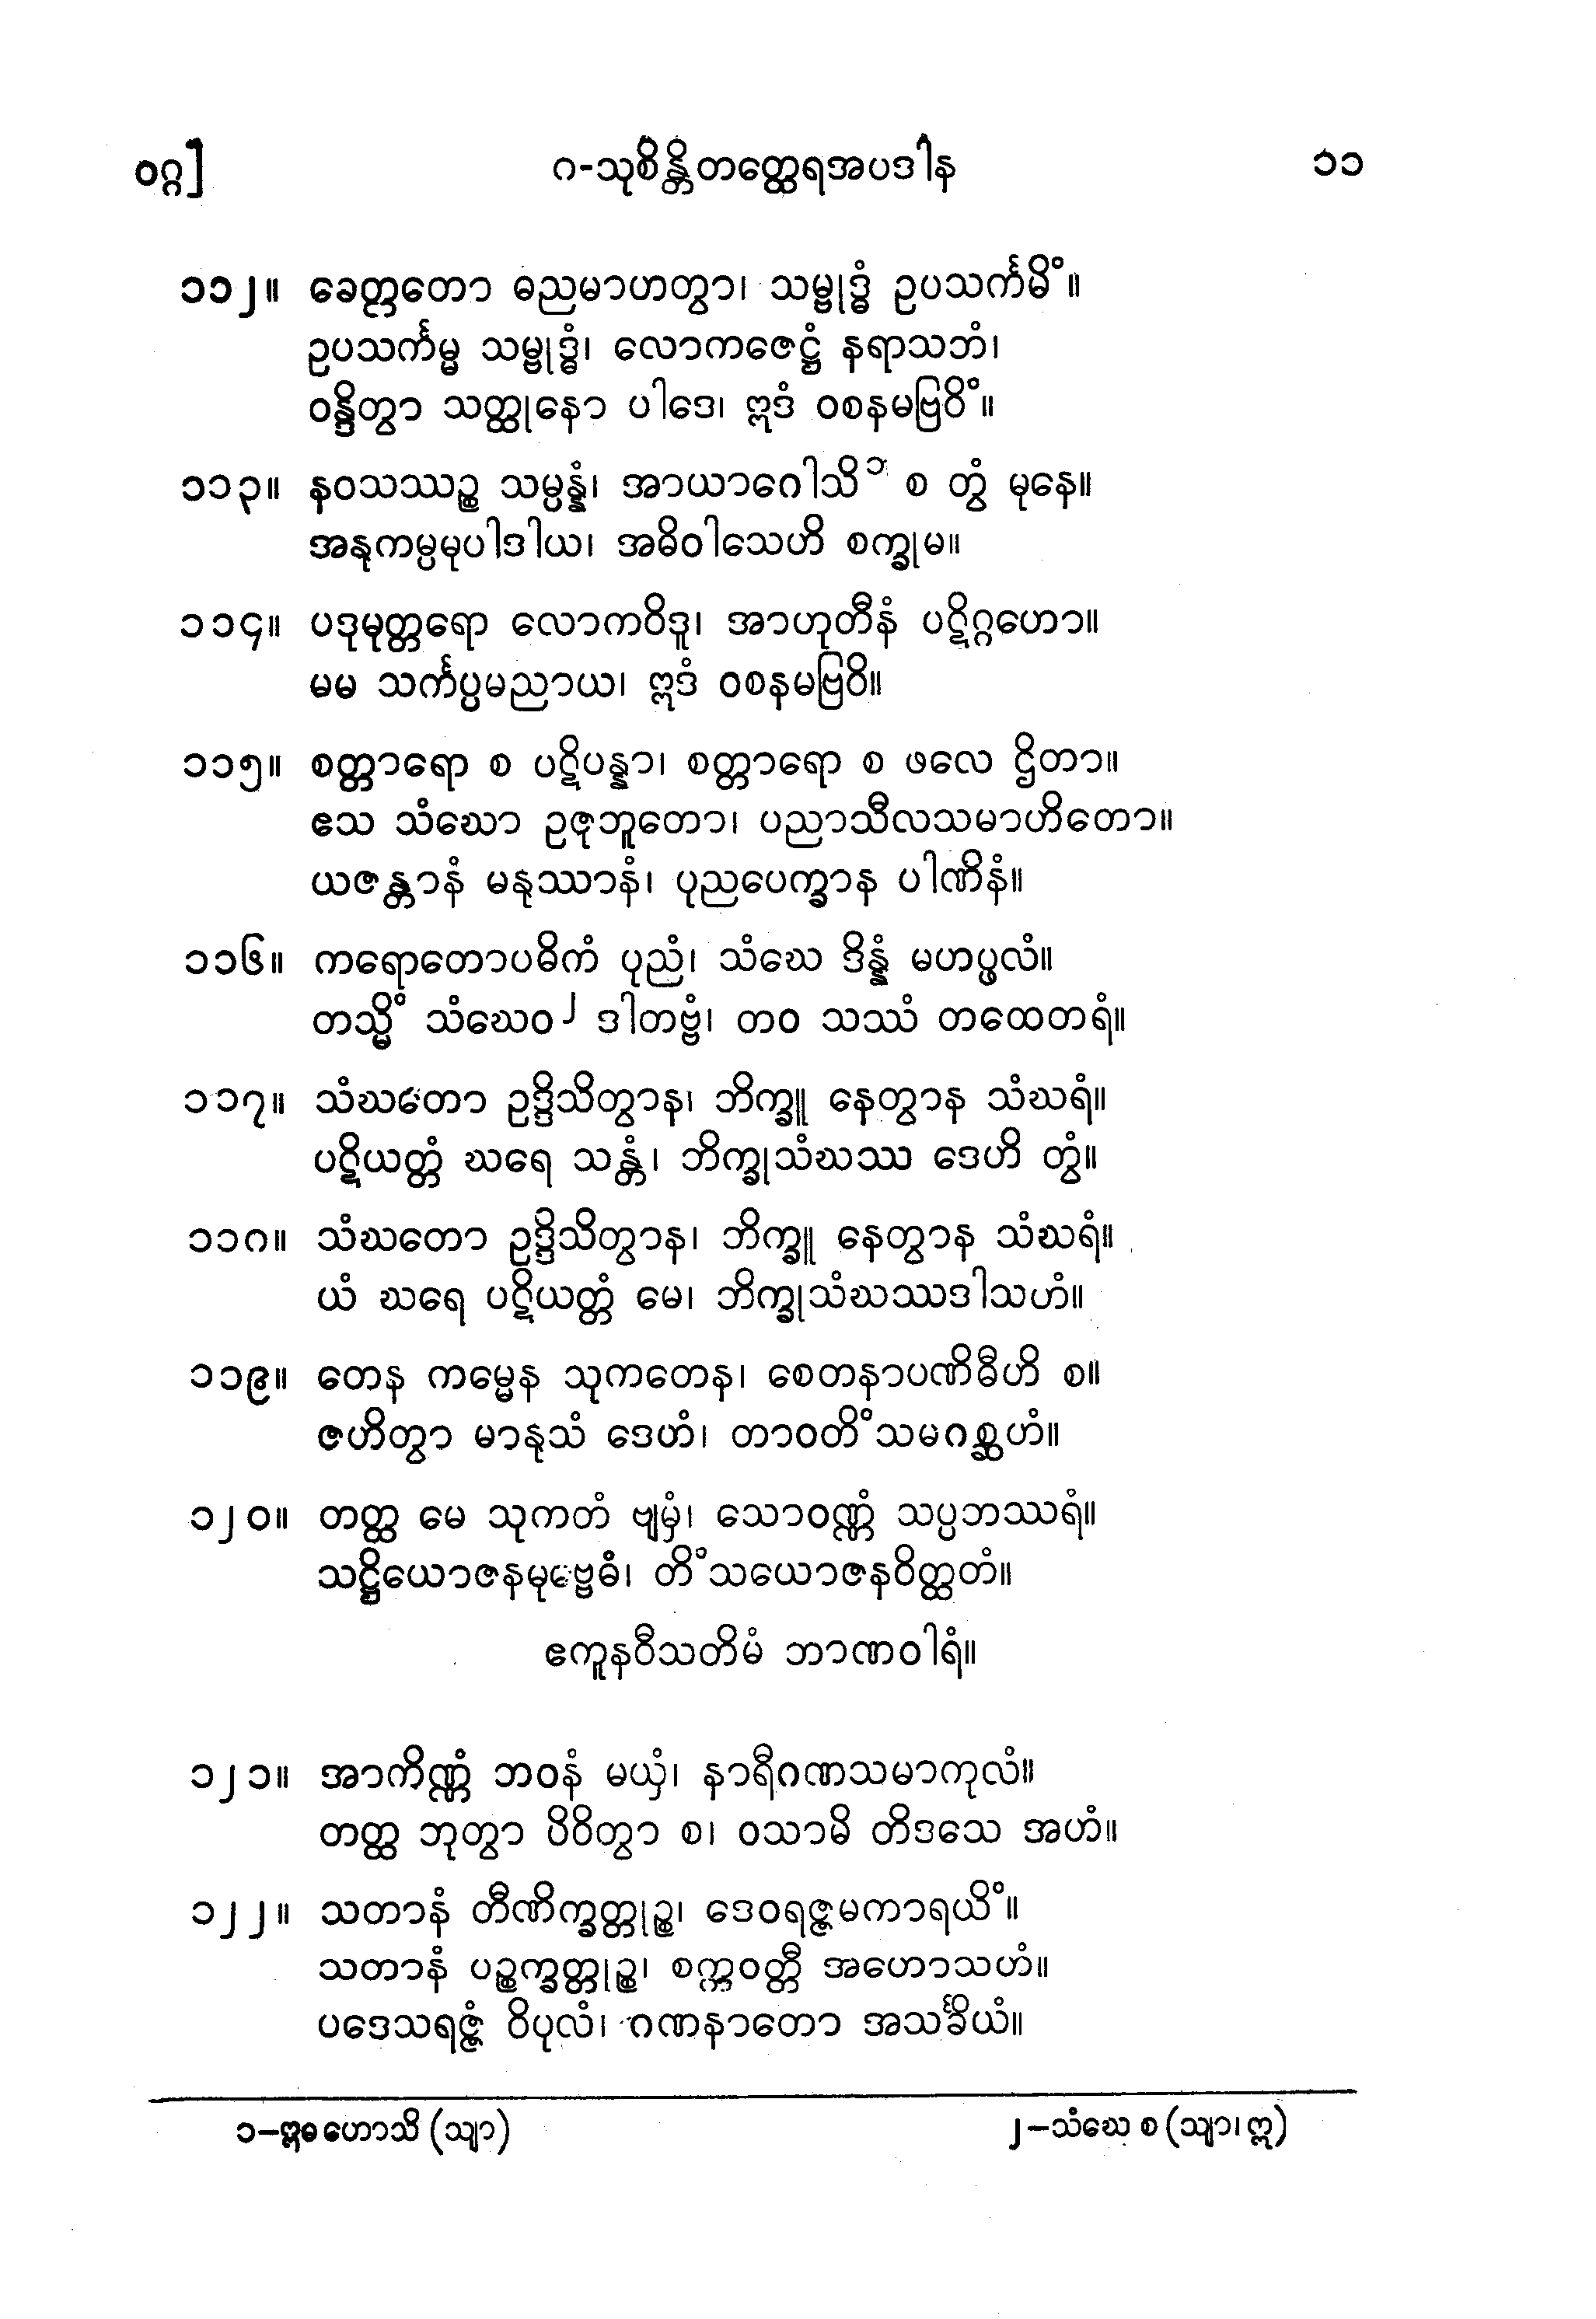 ဝဂ္ဂ] ဂ-သုစိန္တိတတ္ထေရအပဒါန ၁၁
၁၁၂။ ခေတ္တတော ဓညမာဟတွာ၊ သမ္ဗုဒ္ဓံ ဥပသင်္ကမိံ။
ဥပသင်္ကမ္မ သမ္ဗုဒ္ဓံ၊ လောကဇေဋ္ဌံ နရာသဘံ၊
ဝန္ဒိတွာ သတ္ထုနော ပါဒေ၊ ဣဒံ ဝစနမဗြဝိံ။
၁၁၃။ နဝသဿဉ္စ သမ္ပန္နံ၊ အာယာဂေါသိ ၁ စ တွံ မုနေ။
အနုကမ္ပမုပါဒါယ၊ အဓိဝါသေဟိ စက္ခုမ။
၁၁၄။ ပဒုမုတ္တရော လောကဝိဒူ၊ အာဟုတီနံ ပဋိဂ္ဂဟော။
မမ သင်္ကပ္ပမညာယ၊ ဣဒံ ဝစနမဗြဝိ။
၁၁၅။ စတ္တာရော စ ပဋိပန္နာ၊ စတ္တာရော စ ဖလေ ဌိတာ။
ဧသ သံဃော ဥဇုဘူတော၊ ပညာသီလသမာဟိတော။
ယဇန္တာနံ မနုဿာနံ၊ ပုညပေက္ခာန ပါဏိနံ။
၁၁၆။ ကရောတောပဓိကံ ပုညံ၊ သံဃေ ဒိန္နံ မဟပ္ဖလံ။
တသ္မိံ သံဃေဝ ၂ ဒါတဗ္ဗံ၊ တဝ သဿံ တထေတရံ။
၁၁၇။ သံဃတော ဥဒ္ဒိသိတွာန၊ ဘိက္ခူ နေတွာန သံဃရံ။
ပဋိယတ္တံ ဃရေ သန္တံ၊ ဘိက္ခုသံဃဿ ဒေဟိ တွံ။
၁၁၈။ သံဃတော ဥဒ္ဒိသိတွာန၊ ဘိက္ခူ နေတွာန သံဃရံ။
ယံ ဃရေ ပဋိယတ္တံ မေ၊ ဘိက္ခုသံဃဿဒါသဟံ။
၁၁၉။ တေန ကမ္မေန သုကတေန၊ စေတနာပဏိဓီဟိ စ။
ဇဟိတွာ မာနုသံ ဒေဟံ၊ တာဝတိံသမဂစ္ဆဟံ။
၁၂၀။ တတ္ထ မေ သုကတံ ဗျမှံ၊ သောဝဏ္ဏံ သပ္ပဘဿရံ။
သဋ္ဌိယောဇနမုဗ္ဗေဓံ၊ တိံသယောဇနဝိတ္ထတံ။
ဧကူနဝီသတိမံ ဘာဏဝါရံ။
၁၂၁။ အာကိဏ္ဏံ ဘဝနံ မယှံ၊ နာရီဂဏသမာကုလံ။
တတ္ထ ဘုတွာ ပိဝိတွာ စ၊ ဝသာမိ တိဒသေ အဟံ။
၁၂၂။ သတာနံ တီဏိက္ခတ္တုဉ္စ၊ ဒေဝရဇ္ဇမကာရယိံ။
သတာနံ ပဉ္စက္ခတ္တုဉ္စ၊ စက္ကဝတ္တီ အဟောသဟံ။
ပဒေသရဇ္ဇံ ဝိပုလံ၊ ဂဏနာတော အသင်္ခိယံ။
၁–ဣဓ ဟောသိ (သျာ) ၂–သံဃေ စ (သျာ၊ ဣ)